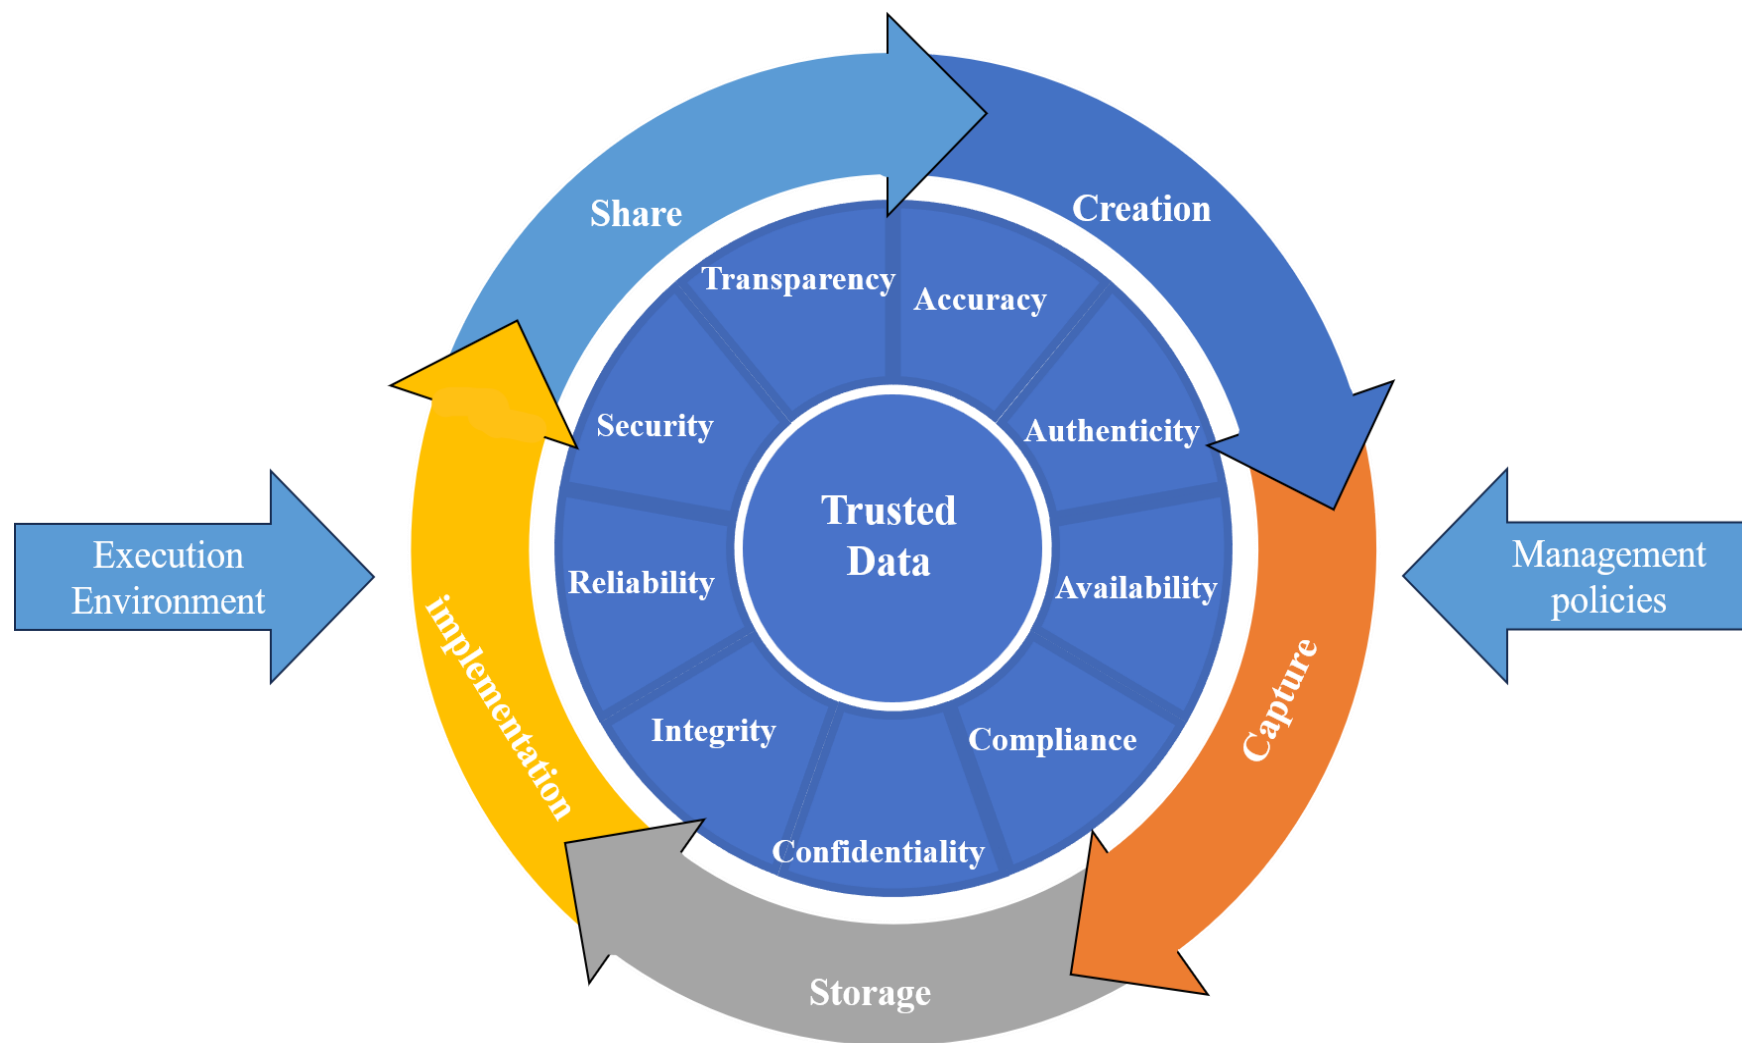 Share
Creation
Transparency
Accuracy
Security
Authenticity
Trusted
Data
Execution
Environment
Management
policies
Reliability
Availability
implementation
Capture
Integrity
Compliance
Confidentiality
Storage